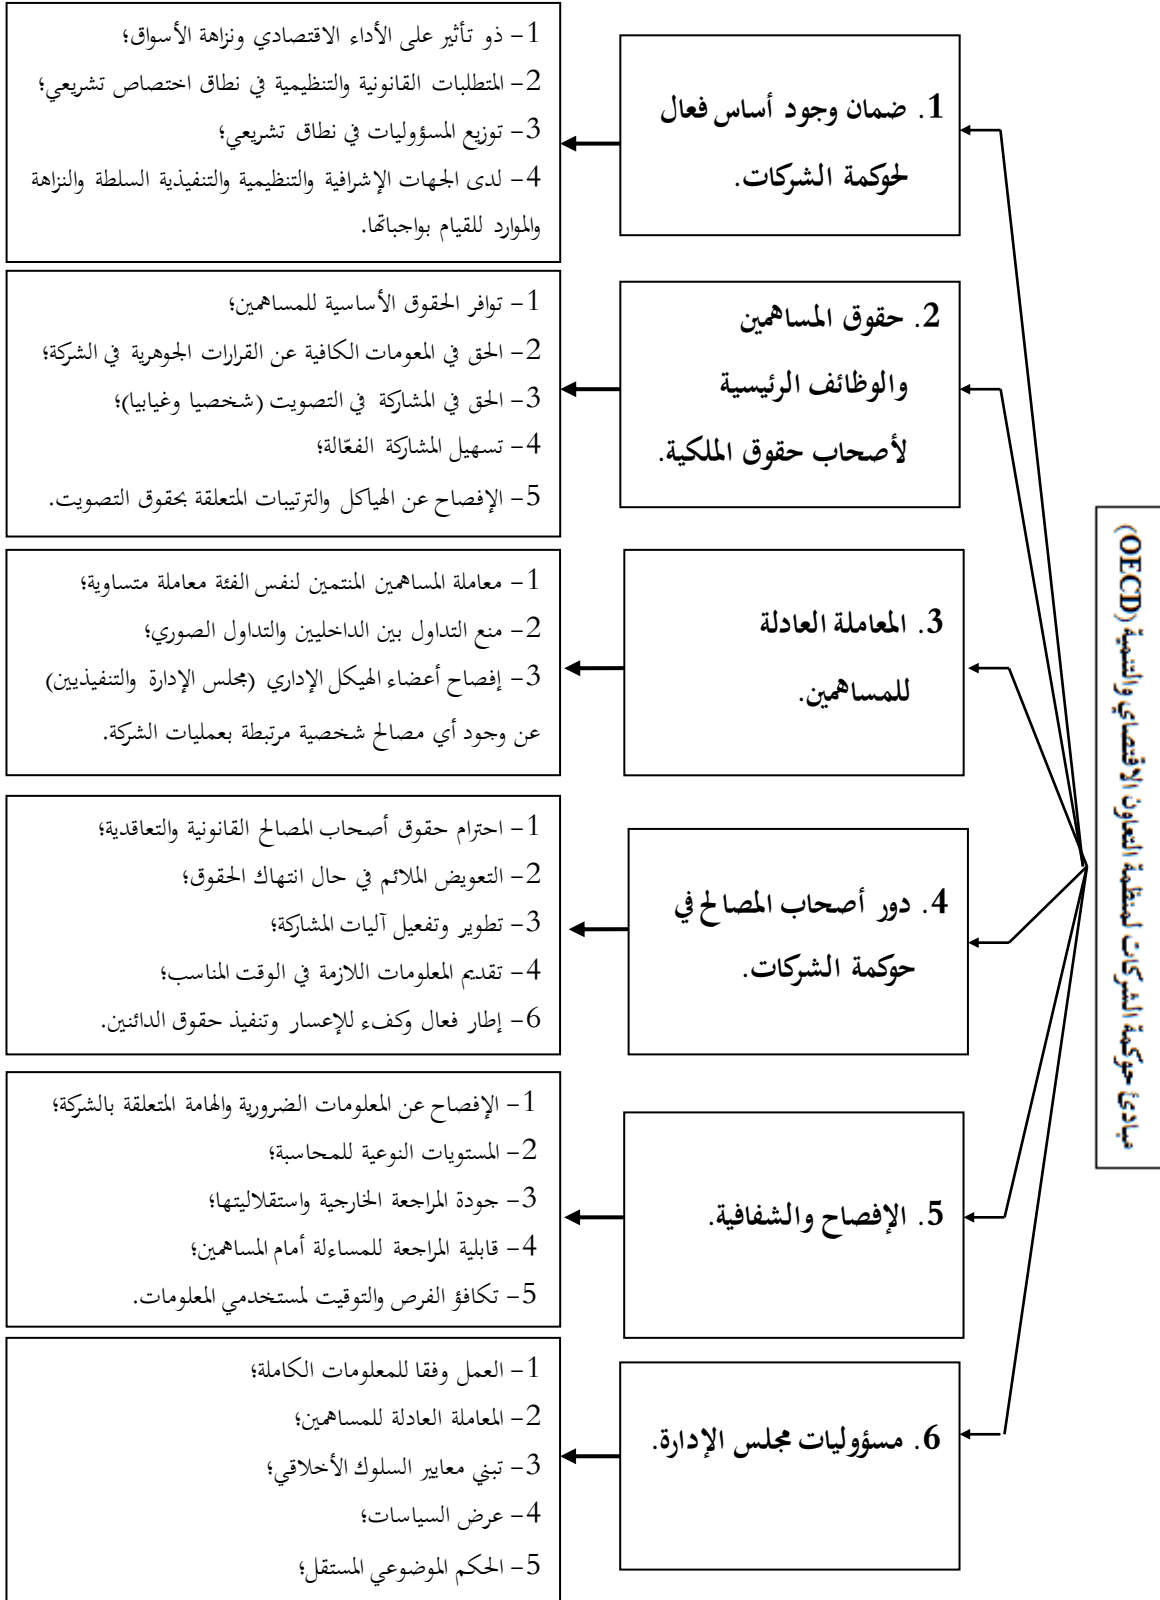 مبادئ حوكمة الشركات لمنظمة التعاون الاقتصادي والتنمية (OECD)
1. ضمان وجود أساس فعال
لحوكمة الشركات.
1- ذو تأثير على الأداء الاقتصادي ونزاهة الأسواق؛
2- المتطلبات القانونية والتنظيمية في نطاق اختصاص تشريعي؛
3- توزيع المسؤوليات في نطاق تشريعي؛
4- لدى الجهات الإشرافية والتنظيمية والتنفيذية السلطة والنزاهة
والموارد للقيام بواجباتها.
2. حقوق المساهمين
والوظائف الرئيسية
لأصحاب حقوق الملكية.
1- توافر الحقوق الأساسية للمساهمين؛
2- الحق في المعومات الكافية عن القرارات الجوهرية في الشركة؛
3- الحق في المشاركة في التصويت (شخصيا وغيابيا)؛
4- تسهيل المشاركة الفعّالة؛
5- الإفصاح عن الهياكل والترتيبات المتعلقة بحقوق التصويت.
3. المعاملة العادلة
للمساهمين.
1- معاملة المساهمين المنتمين لنفس الفئة معاملة متساوية؛
2- منع التداول بين الداخليين والتداول الصوري؛
3- إفصاح أعضاء الهيكل الإداري (مجلس الإدارة والتنفيذيين)
عن وجود أي مصالح شخصية مرتبطة بعمليات الشركة.
4. دور أصحاب المصالح في
حوكمة الشركات.
1- احترام حقوق أصحاب المصالح القانونية والتعاقدية؛
2- التعويض الملائم في حال انتهاك الحقوق؛
3- تطوير وتفعيل آليات المشاركة؛
4- تقديم المعلومات اللازمة في الوقت المناسب؛
6- إطار فعال وكفء للإعسار وتنفيذ حقوق الدائنين.
5. الإفصاح والشفافية.
1- الإفصاح عن المعلومات الضرورية والهامة المتعلقة بالشركة؛
2- المستويات النوعية للمحاسبة؛
3- جودة المراجعة الخارجية واستقلاليتها؛
4- قابلية المراجعة للمساءلة أمام المساهمين؛
5- تكافؤ الفرص والتوقيت لمستخدمي المعلومات.
6. مسؤوليات مجلس الإدارة.
1- العمل وفقا للمعلومات الكاملة؛
2- المعاملة العادلة للمساهمين؛
3- تبني معايير السلوك الأخلاقي؛
4- عرض السياسات؛
5- الحكم الموضوعي المستقل؛